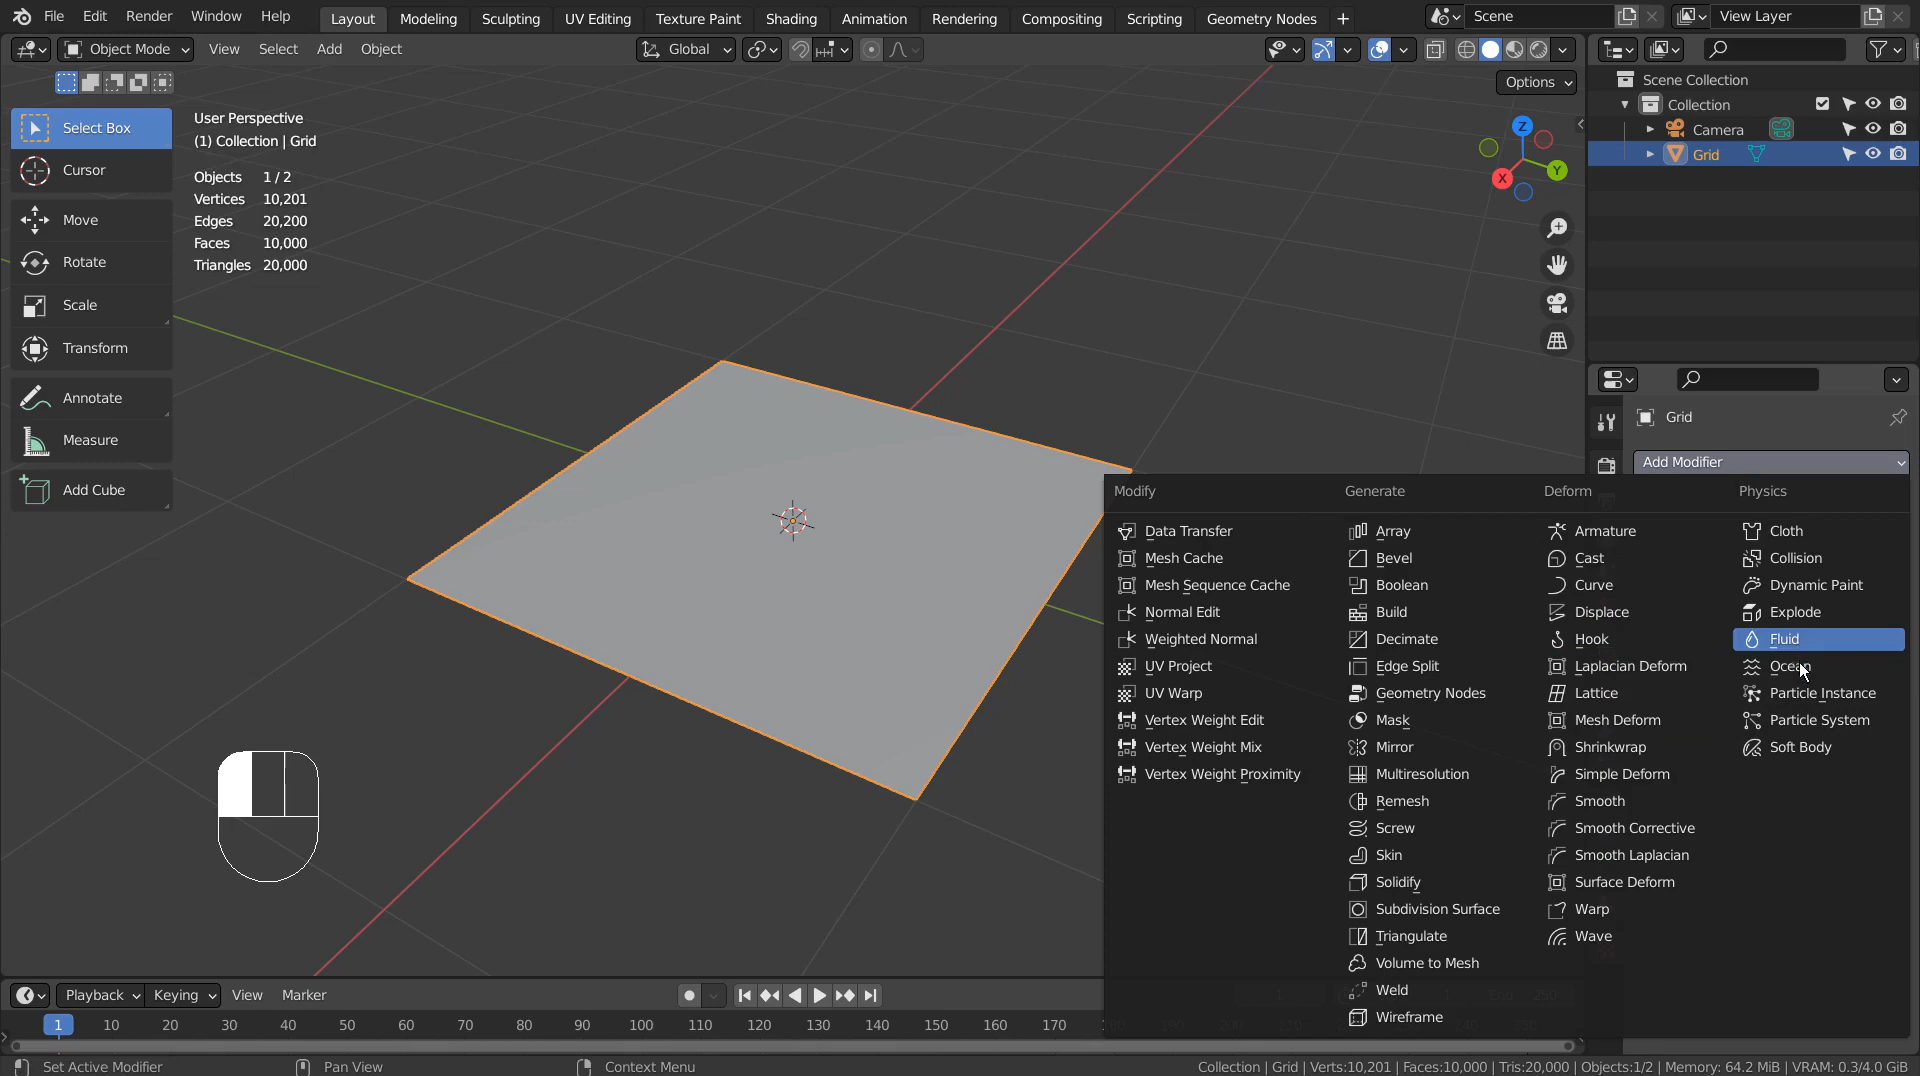 File Edit Render Window Help Layout Modeling Sculpting UV Editing Texture Paint Shading Animation Rendering Compositing Scripting Geometry Nodes + Scene View Layer
Object Mode View Select Add Object Global
Options
Select Box
Cursor
Move
Rotate
Scale
Transform
Annotate
Measure
Add Cube
User Perspective
(1) Collection | Grid
Objects 1 / 2
Vertices 10,201
Edges 20,200
Faces 10,000
Triangles 20,000
Z
Y
X
Scene Collection
Collection
Camera
Grid
Grid
Add Modifier
Modify
Data Transfer
Mesh Cache
Mesh Sequence Cache
Normal Edit
Weighted Normal
UV Project
UV Warp
Vertex Weight Edit
Vertex Weight Mix
Vertex Weight Proximity
Generate
Array
Bevel
Boolean
Build
Decimate
Edge Split
Geometry Nodes
Mask
Mirror
Multiresolution
Remesh
Screw
Skin
Solidify
Subdivision Surface
Triangulate
Volume to Mesh
Weld
Wireframe
Deform
Armature
Cast
Curve
Displace
Hook
Laplacian Deform
Lattice
Mesh Deform
Shrinkwrap
Simple Deform
Smooth
Smooth Corrective
Smooth Laplacian
Surface Deform
Warp
Wave
Physics
Cloth
Collision
Dynamic Paint
Explode
Fluid
Ocean
Particle Instance
Particle System
Soft Body
Playback Keying View Marker
1 10 20 30 40 50 60 70 80 90 100 110 120 130 140 150 160 170
Set Active Modifier Pan View Context Menu Collection | Grid | Verts:10,201 | Faces:10,000 | Tris:20,000 | Objects:1/2 | Memory: 64.2 MiB | VRAM: 0.3/4.0 GiB